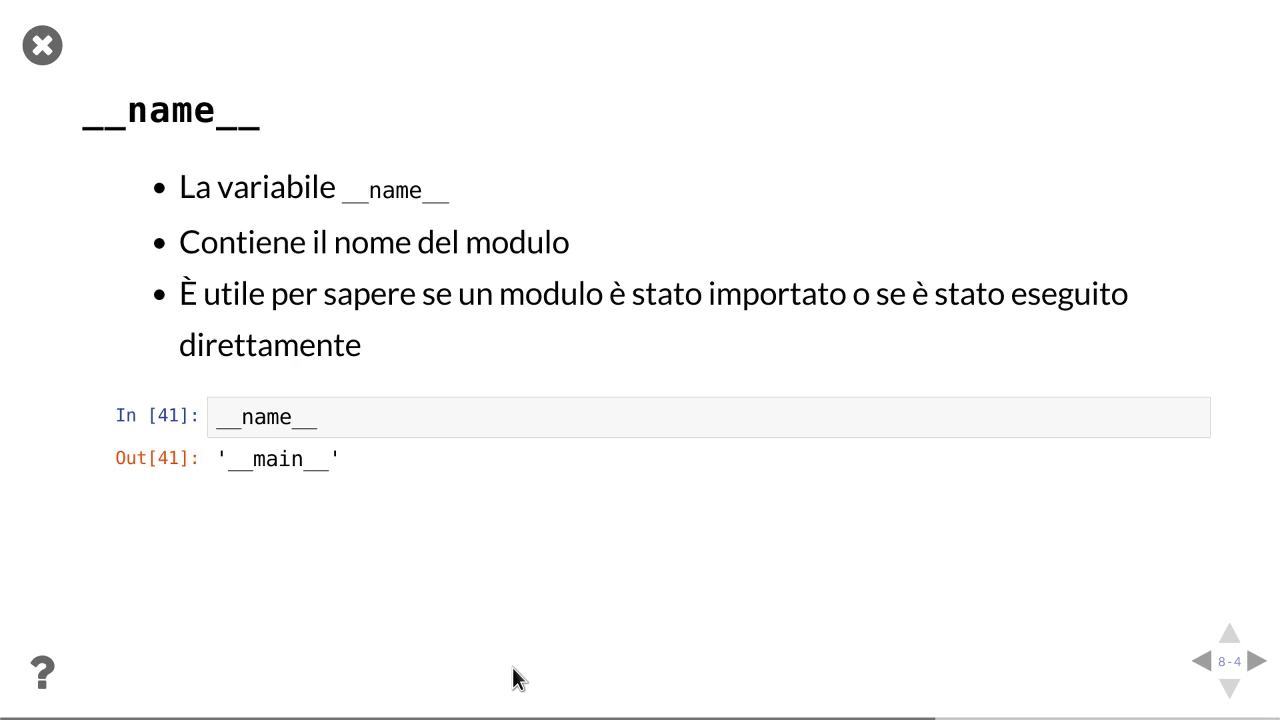 __name__
La variabile __name__
Contiene il nome del modulo
È utile per sapere se un modulo è stato importato o se è stato eseguito
direttamente
In [41]: __name__
Out[41]: '__main__'
?
8-4